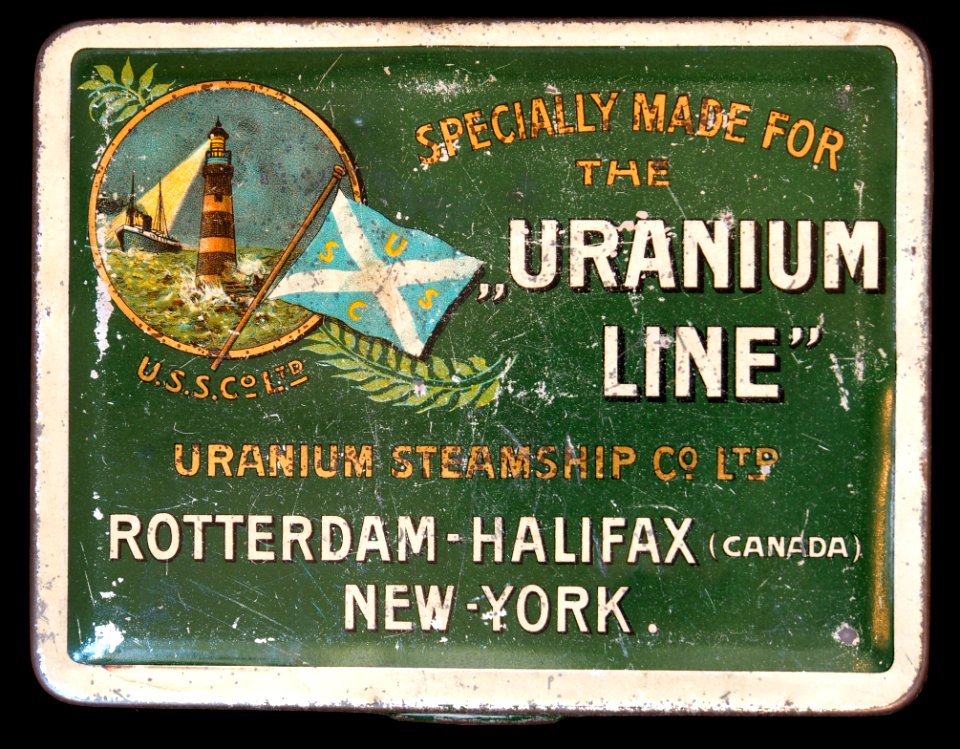 SPECIALLY MADE FOR
THE
„URANIUM
LINE”
S U
C S
U.S.S.Co LTD
URANIUM STEAMSHIP Co LTD
ROTTERDAM-HALIFAX (CANADA)
NEW-YORK.